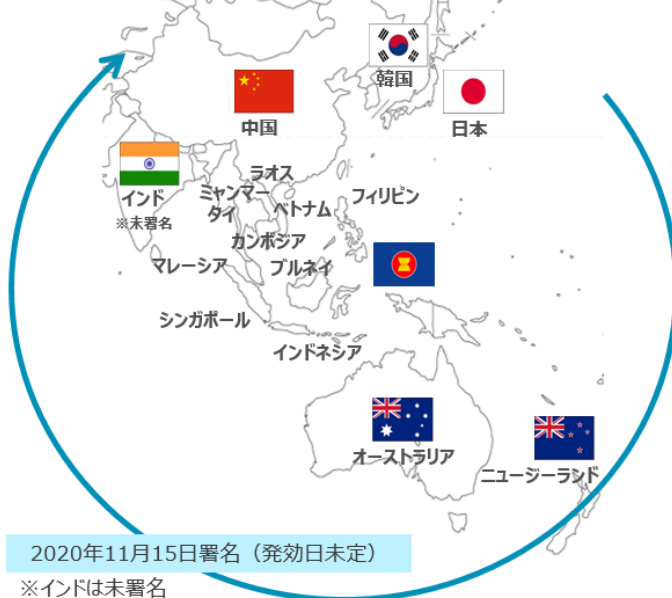 韓国
中国
日本
インド
※未署名
ラオス
ミャンマー
タイ
ベトナム
フィリピン
カンボジア
マレーシア
ブルネイ
シンガポール
インドネシア
オーストラリア
ニュージーランド
2020年11月15日署名（発効日未定）
※インドは未署名